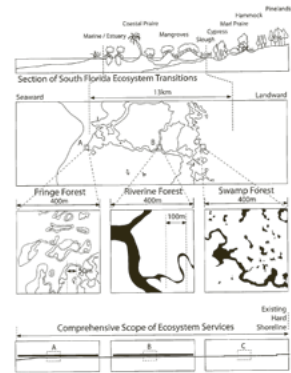 Pinelands
Hammock
Coastal Prairie
Marl Prairie
Marine / Estuary
Mangroves
Cypress
Slough
Section of South Florida Ecosystem Transitions
Seaward
15km
Landward
A
B
Fringe Forest
Riverine Forest
Swamp Forest
400m
400m
400m
100m
Existing
Hard
Shoreline
Comprehensive Scope of Ecosystem Services
A
B
C